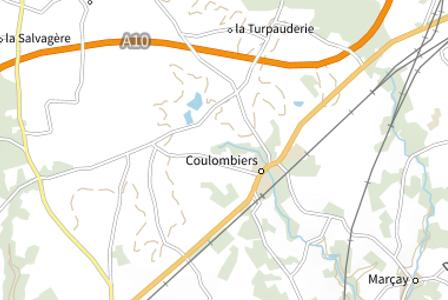 la Turpauderie
la Salvagère
A10
Coulombiers
Marçay